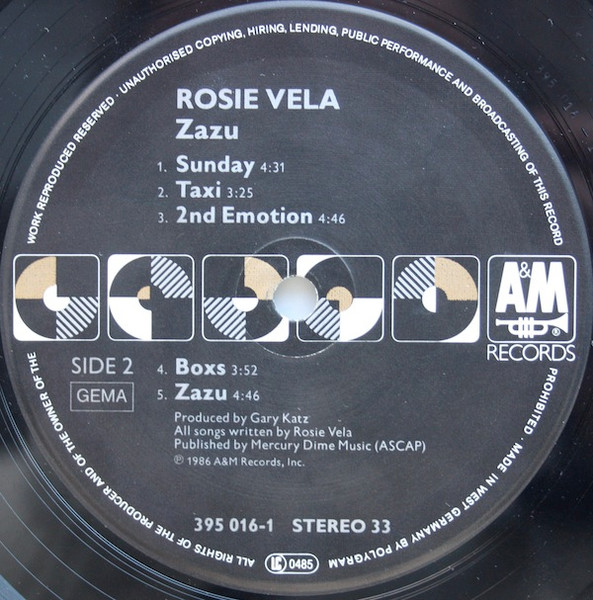 WORK REPRODUCED RESERVED · UNAUTHORISED COPYING, HIRING, LENDING, PUBLIC PERFORMANCE AND BROADCASTING OF THIS RECORD
ROSIE VELA
Zazu
1. Sunday 4:31
2. Taxi 3:25
3. 2nd Emotion 4:46
A&M
®
RECORDS
SIDE 2
GEMA
4. Boxs 3:52
5. Zazu 4:46
Produced by Gary Katz
All songs written by Rosie Vela
Published by Mercury Dime Music (ASCAP)
℗ 1986 A&M Records, Inc.
395 016-1 STEREO 33
PROHIBITED · MADE IN WEST GERMANY BY POLYGRAM
LC 0485
ALL RIGHTS OF THE PRODUCER AND OF THE OWNER OF THE